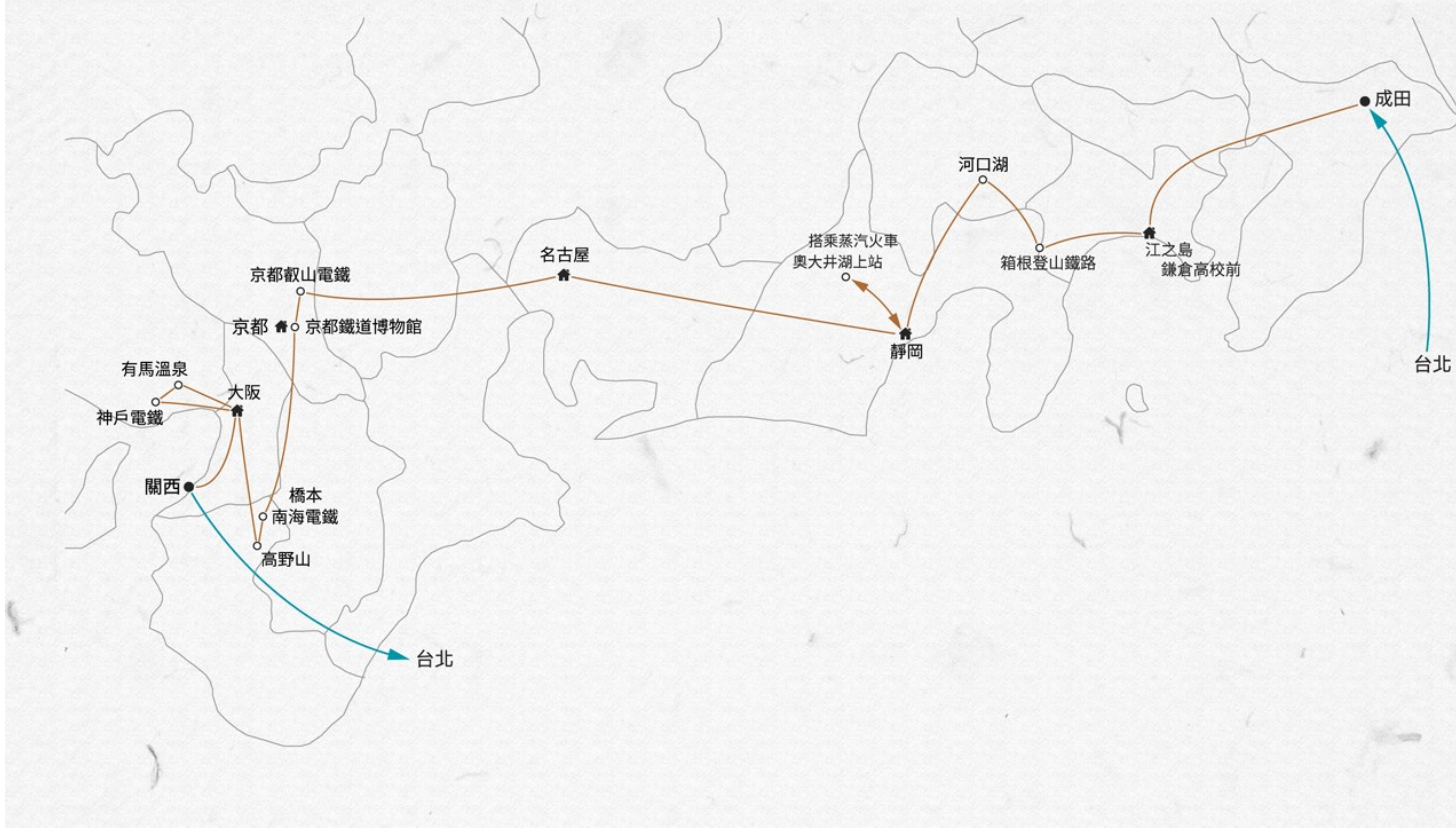 成田
河口湖
搭乘蒸汽火車
奧大井湖上站
江之島
鎌倉高校前
箱根登山鐵路
名古屋
京都叡山電鐵
京都
京都鐵道博物館
靜岡
台北
有馬溫泉
大阪
神戶電鐵
關西
橋本
南海電鐵
高野山
台北